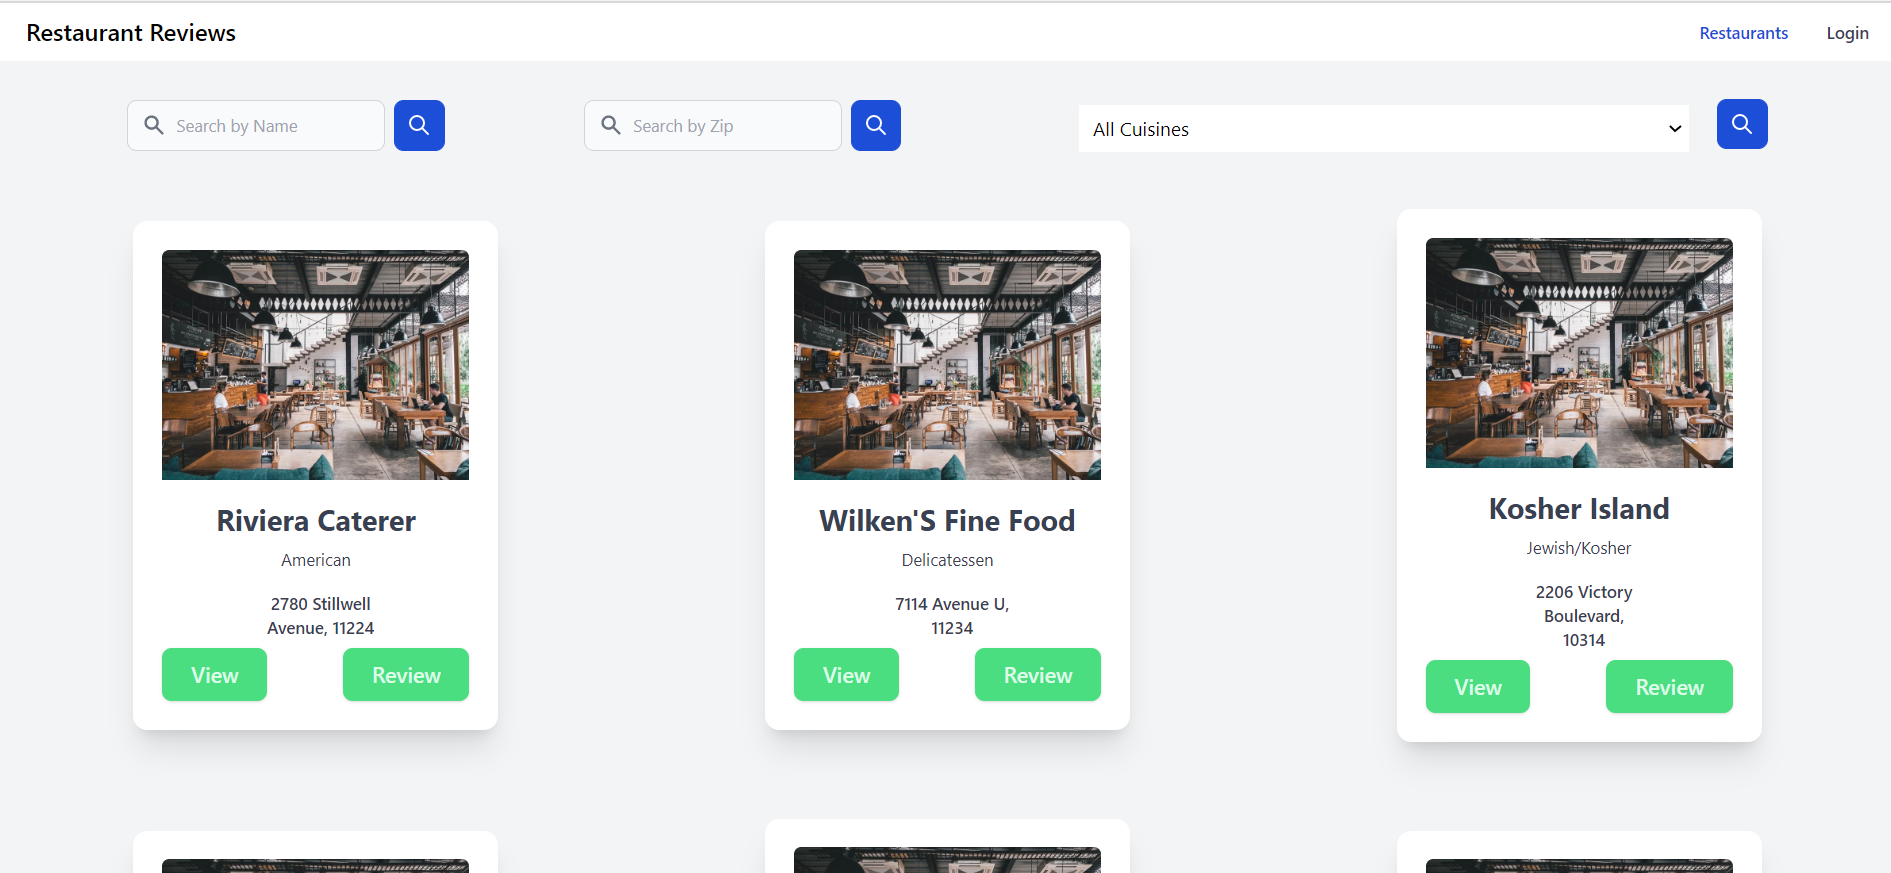 Restaurant Reviews
Restaurants
Login
Search by Name
Search by Zip
All Cuisines
Riviera Caterer
American
2780 Stillwell
Avenue, 11224
View
Review
Wilken'S Fine Food
Delicatessen
7114 Avenue U,
11234
View
Review
Kosher Island
Jewish/Kosher
2206 Victory
Boulevard,
10314
View
Review